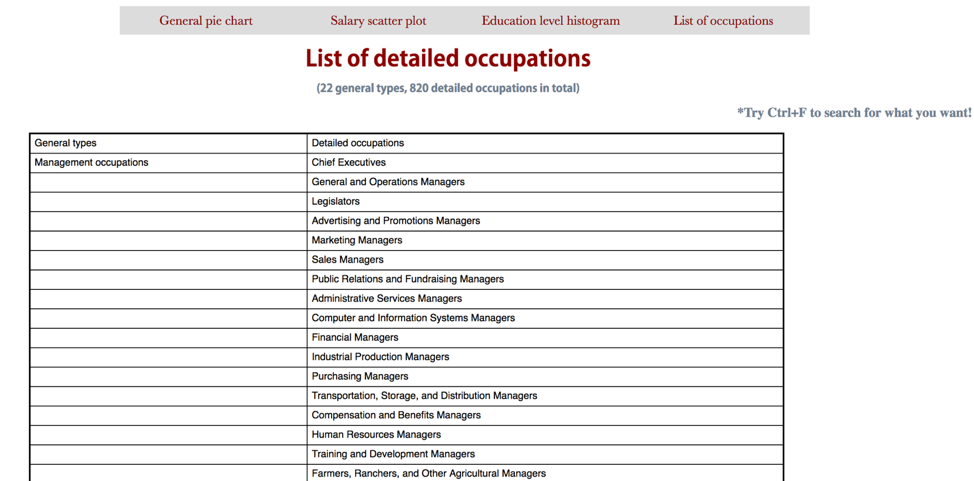 General pie chart Salary scatter plot Education level histogram List of occupations
List of detailed occupations
(22 general types, 820 detailed occupations in total)
*Try Ctrl+F to search for what you want!
General types Detailed occupations
Management occupations Chief Executives
General and Operations Managers
Legislators
Advertising and Promotions Managers
Marketing Managers
Sales Managers
Public Relations and Fundraising Managers
Administrative Services Managers
Computer and Information Systems Managers
Financial Managers
Industrial Production Managers
Purchasing Managers
Transportation, Storage, and Distribution Managers
Compensation and Benefits Managers
Human Resources Managers
Training and Development Managers
Farmers, Ranchers, and Other Agricultural Managers